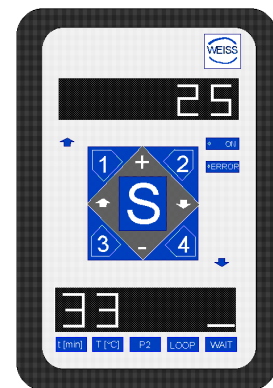 WEISS
25
ON
ERROR
1 + 2
S
3 - 4
33 _
t [min] T [°C] P2 LOOP WAIT